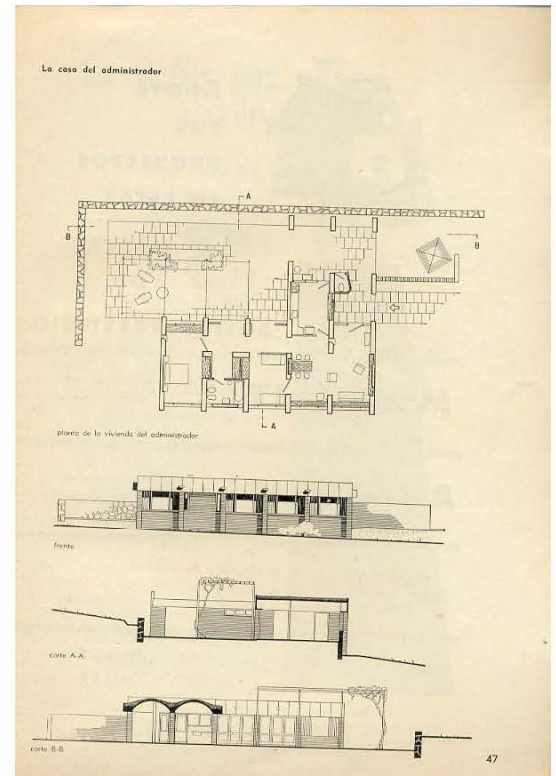 La casa del administrador
A
B
B
A
planta de la vivienda del administrador
frente
corte A-A
corte B-B
47